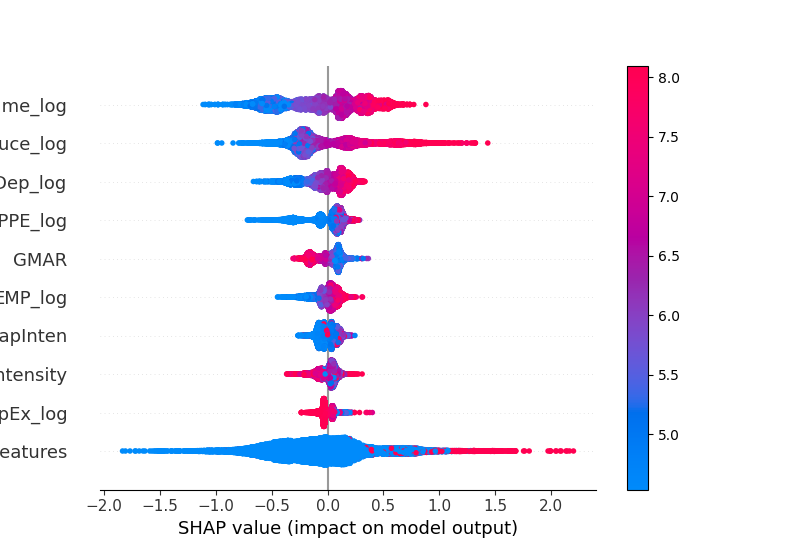 me_log
uce_log
Dep_log
PPE_log
GMAR
EMP_log
apInten
ntensity
pEx_log
eatures
−2.0 −1.5 −1.0 −0.5 0.0 0.5 1.0 1.5 2.0
SHAP value (impact on model output)
8.0
7.5
7.0
6.5
6.0
5.5
5.0